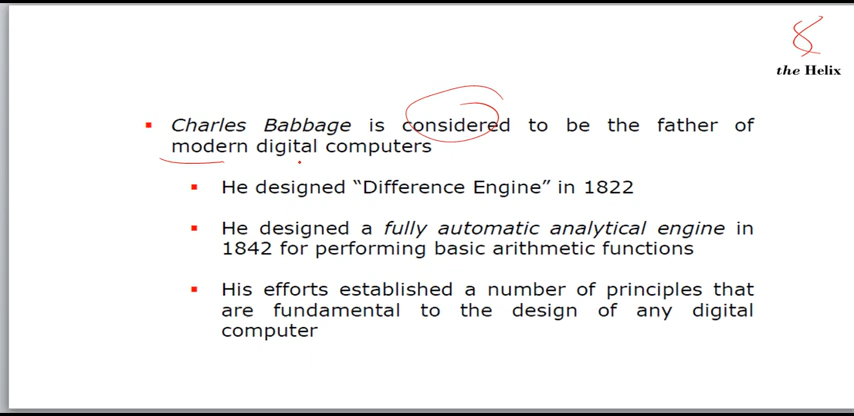 the Helix
▪ Charles Babbage is considered to be the father of
modern digital computers
▪ He designed “Difference Engine” in 1822
▪ He designed a fully automatic analytical engine in
1842 for performing basic arithmetic functions
▪ His efforts established a number of principles that
are fundamental to the design of any digital
computer